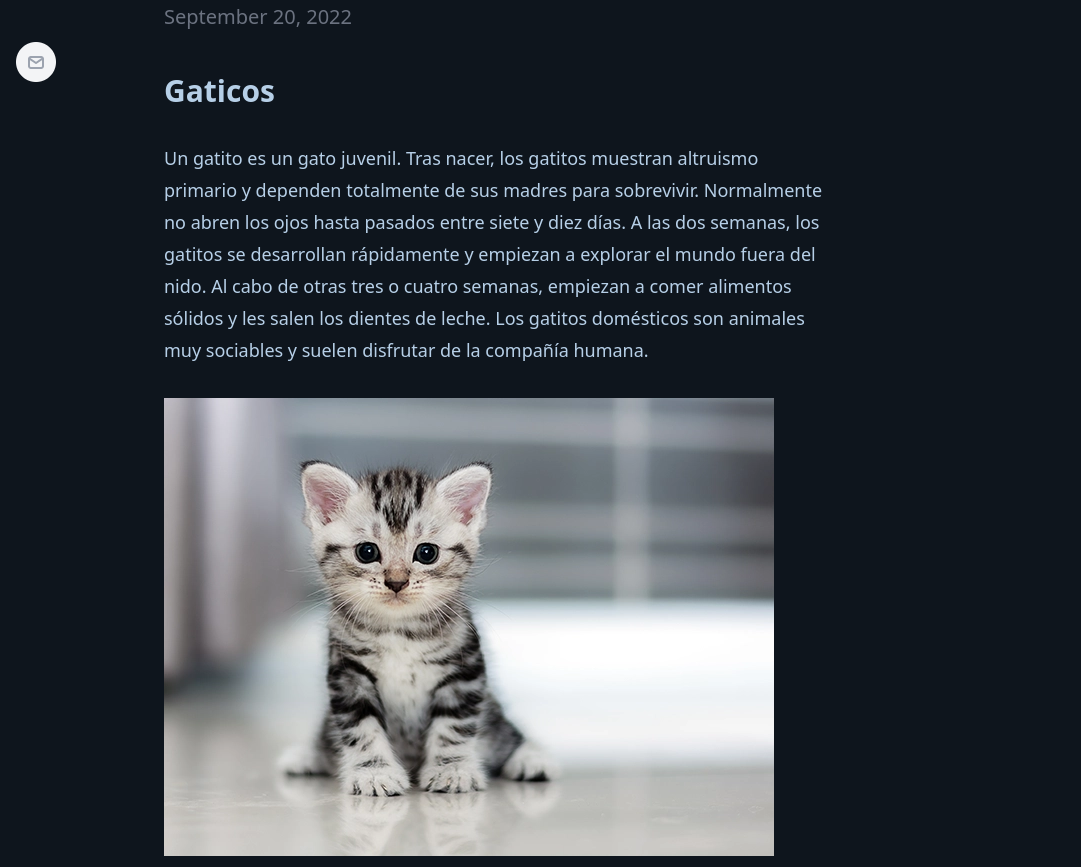 September 20, 2022
Gaticos
Un gatito es un gato juvenil. Tras nacer, los gatitos muestran altruismo
primario y dependen totalmente de sus madres para sobrevivir. Normalmente
no abren los ojos hasta pasados entre siete y diez días. A las dos semanas, los
gatitos se desarrollan rápidamente y empiezan a explorar el mundo fuera del
nido. Al cabo de otras tres o cuatro semanas, empiezan a comer alimentos
sólidos y les salen los dientes de leche. Los gatitos domésticos son animales
muy sociables y suelen disfrutar de la compañía humana.